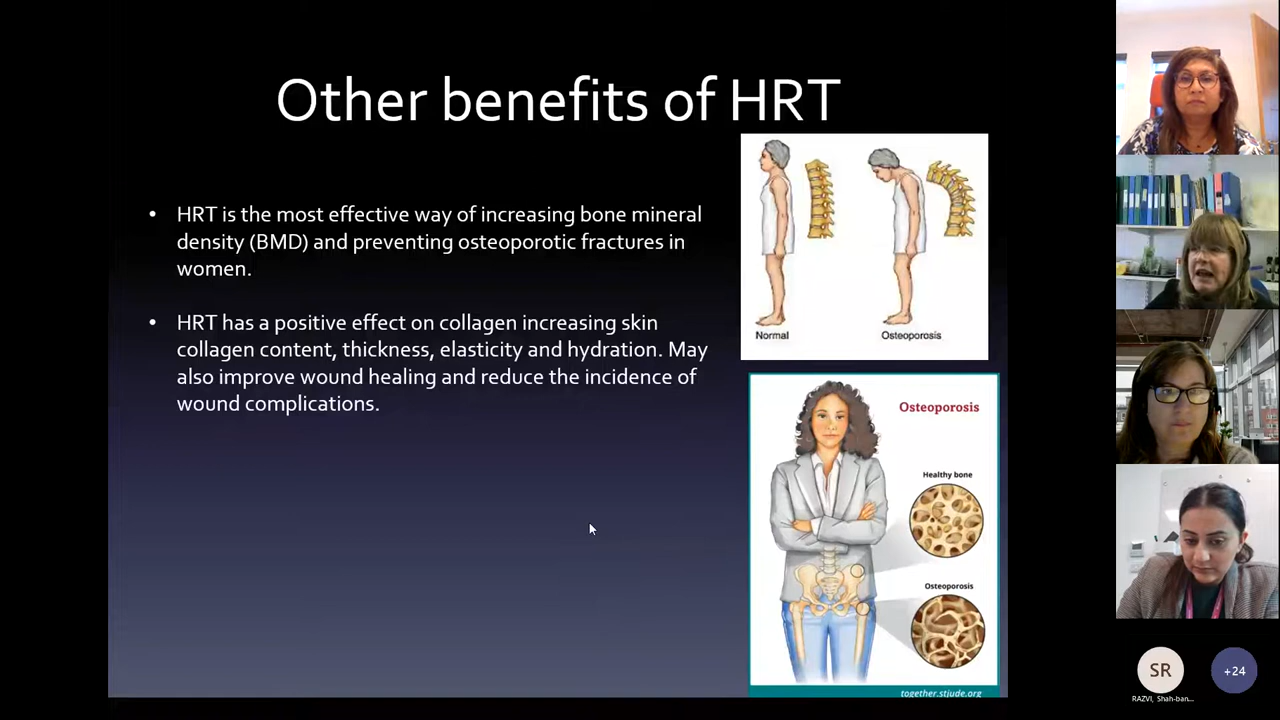 Other benefits of HRT
• HRT is the most effective way of increasing bone mineral
density (BMD) and preventing osteoporotic fractures in
women.
• HRT has a positive effect on collagen increasing skin
collagen content, thickness, elasticity and hydration. May
also improve wound healing and reduce the incidence of
wound complications.
Normal
Osteoporosis
Osteoporosis
Healthy bone
Osteoporosis
together.stjude.org
SR
+24
RAZVI, Shah-ban...